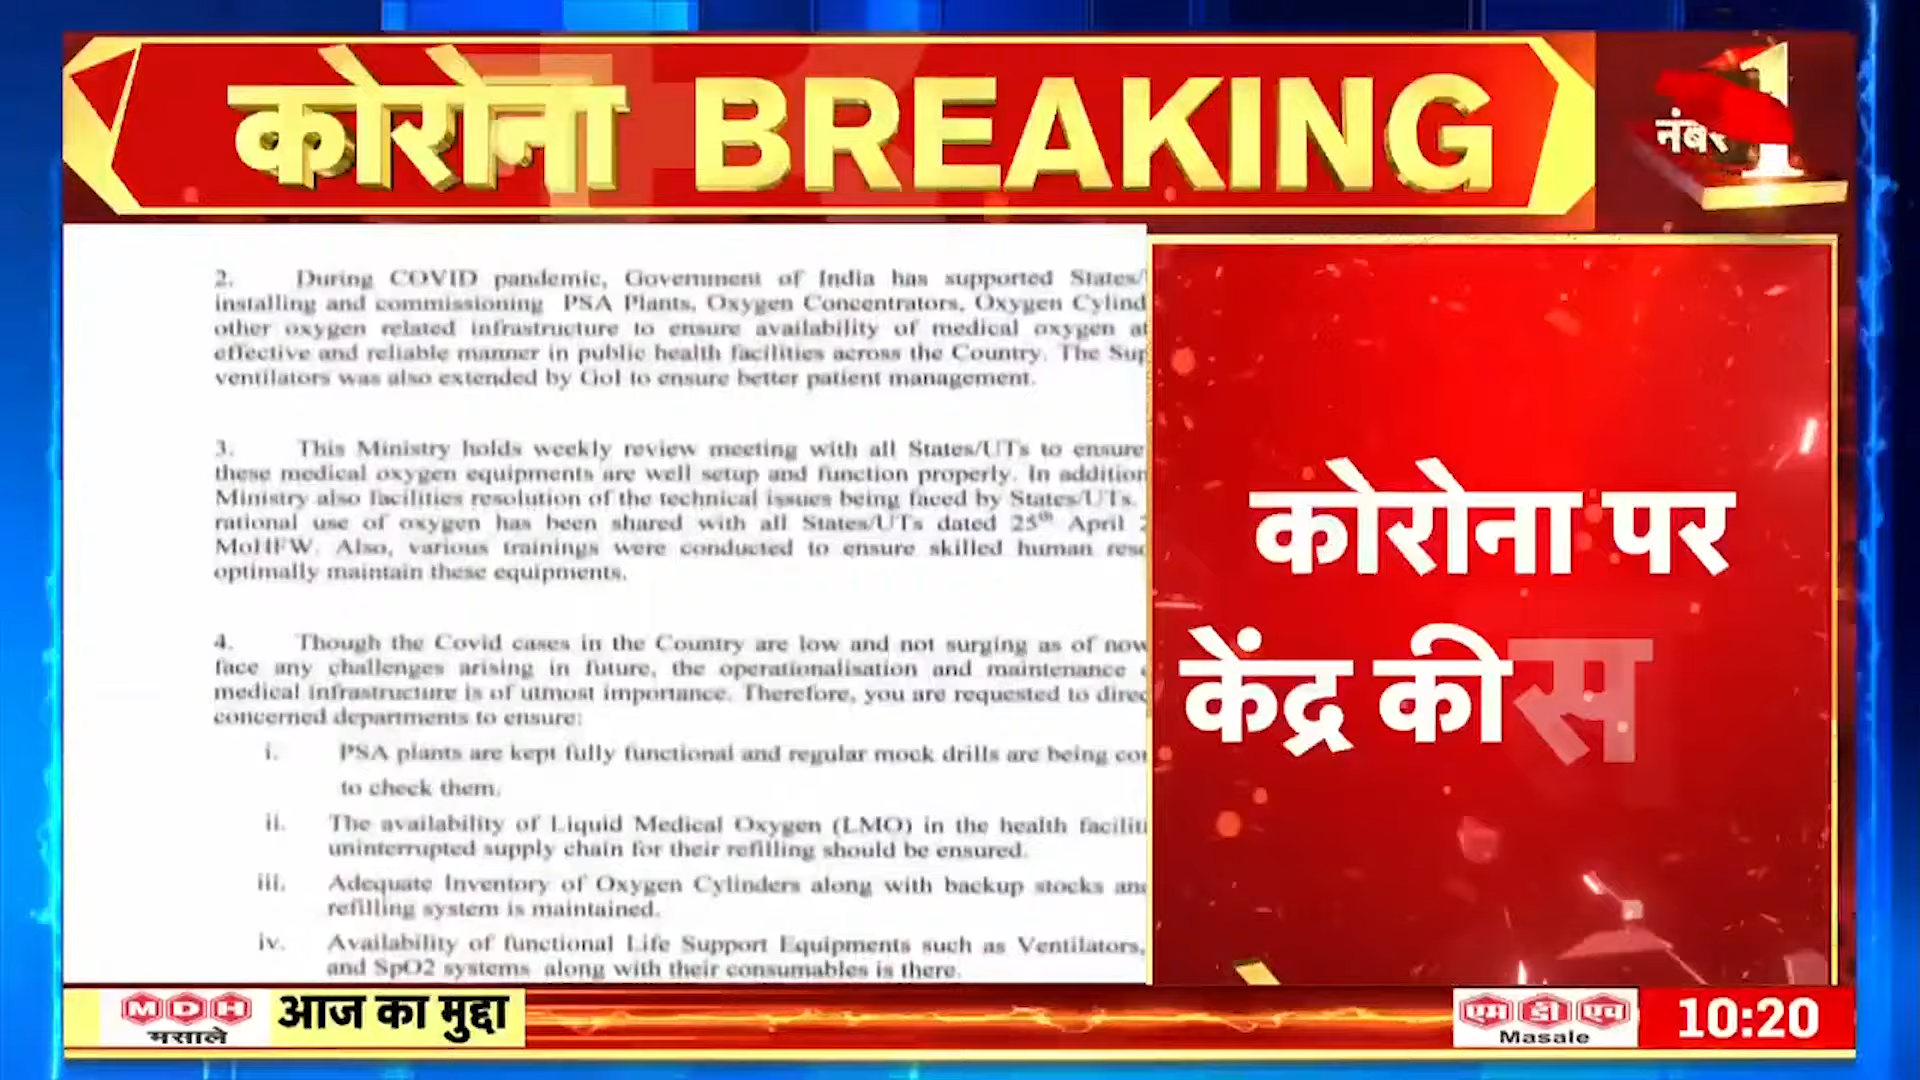 कोरोना BREAKING
नंबर 1
2. During COVID pandemic, Government of India has supported States/
installing and commissioning PSA Plants, Oxygen Concentrators, Oxygen Cylind
other oxygen related infrastructure to ensure availability of medical oxygen at
effective and reliable manner in public health facilities across the Country. The Sup
ventilators was also extended by GoI to ensure better patient management.
3. This Ministry holds weekly review meeting with all States/UTs to ensure
these medical oxygen equipments are well setup and function properly. In addition
Ministry also facilities resolution of the technical issues being faced by States/UTs.
rational use of oxygen has been shared with all States/UTs dated 25th April
MoHFW. Also, various trainings were conducted to ensure skilled human reso
optimally maintain these equipments.
4. Though the Covid cases in the Country are low and not surging as of now
face any challenges arising in future, the operationalisation and maintenance
medical infrastructure is of utmost importance. Therefore, you are requested to direc
concerned departments to ensure:
i. PSA plants are kept fully functional and regular mock drills are being con
to check them.
ii. The availability of Liquid Medical Oxygen (LMO) in the health faciliti
uninterrupted supply chain for their refilling should be ensured.
iii. Adequate Inventory of Oxygen Cylinders along with backup stocks and
refilling system is maintained.
iv. Availability of functional Life Support Equipments such as Ventilators,
and SpO2 systems along with their consumables is there.
कोरोना पर
केंद्र की स
MDH
मसाले
आज का मुद्दा
एम डी एच
Masale
10:20